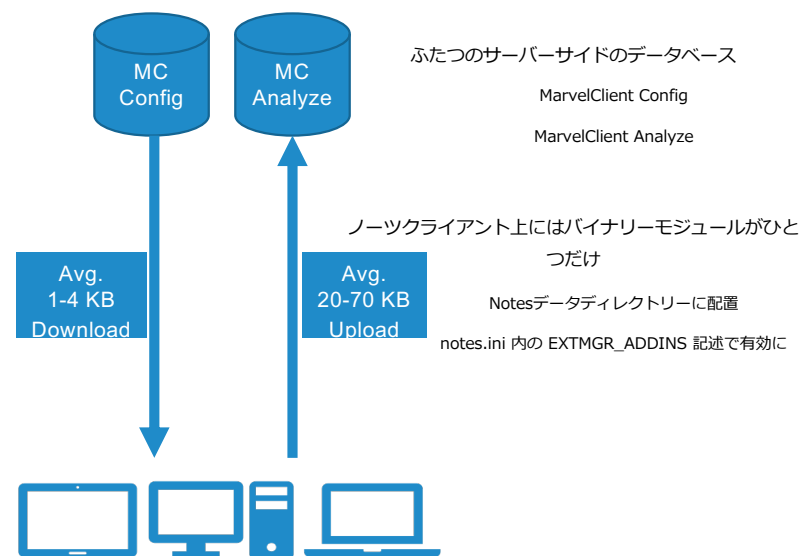 MC
Config
MC
Analyze
ふたつのサーバーサイドのデータベース
MarvelClient Config
MarvelClient Analyze
ノーツクライアント上にはバイナリーモジュールがひと
つだけ
Avg.
1-4 KB
Download
Avg.
20-70 KB
Upload
Notesデータディレクトリーに配置
notes.ini 内の EXTMGR_ADDINS 記述で有効に